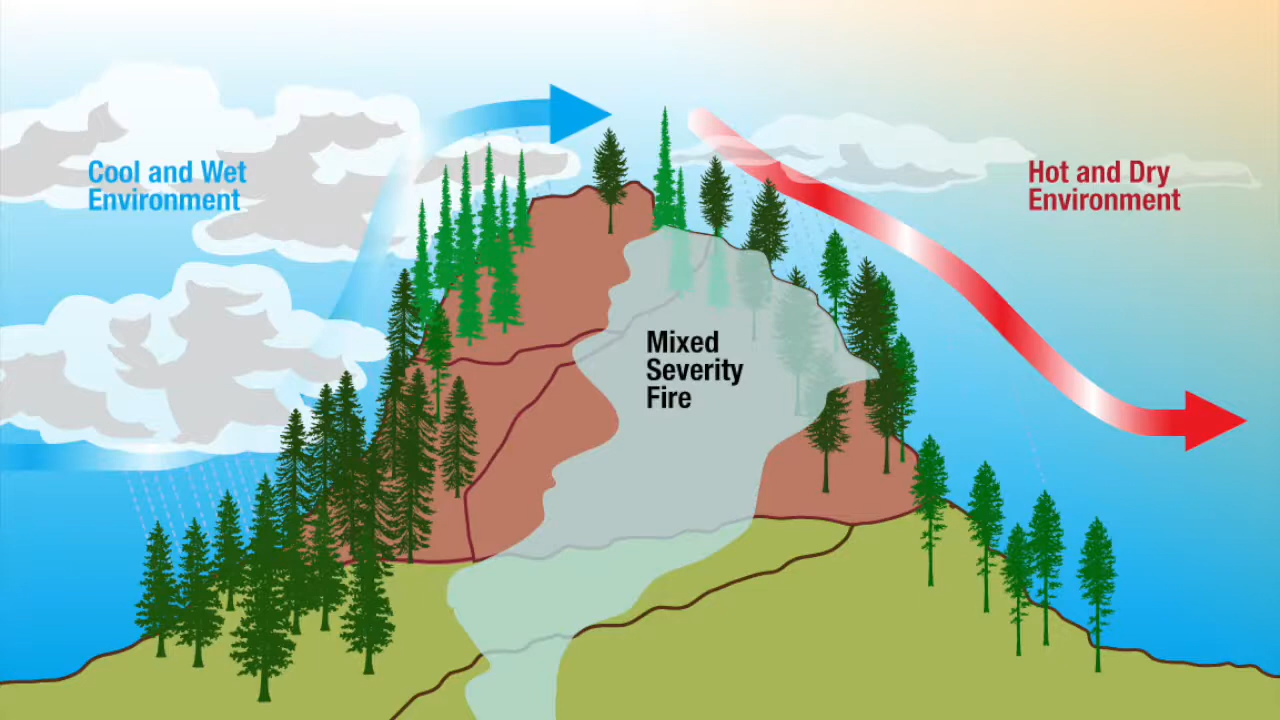 Cool and Wet
Environment
Hot and Dry
Environment
Mixed
Severity
Fire